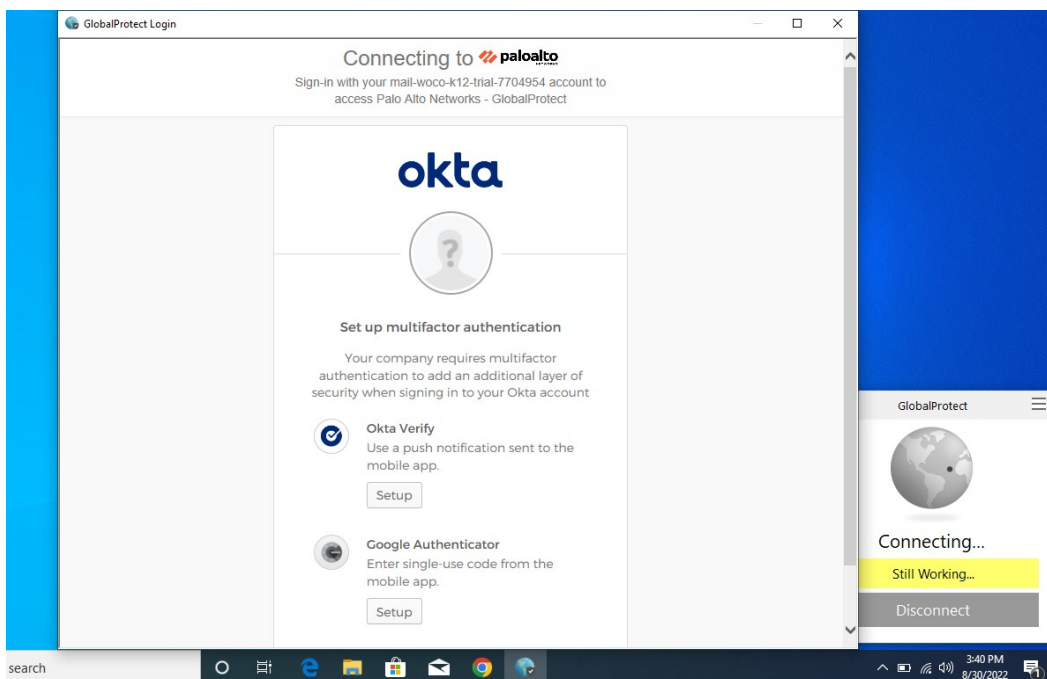 GlobalProtect Login
Connecting to paloalto
NETWORKS
Sign-in with your mail-woco-k12-trial-7704954 account to
access Palo Alto Networks - GlobalProtect
okta
?
Set up multifactor authentication
Your company requires multifactor
authentication to add an additional layer of
security when signing in to your Okta account
Okta Verify
Use a push notification sent to the
mobile app.
Setup
Google Authenticator
Enter single-use code from the
mobile app.
Setup
GlobalProtect
Connecting...
Still Working...
Disconnect
search
3:40 PM
8/30/2022
1